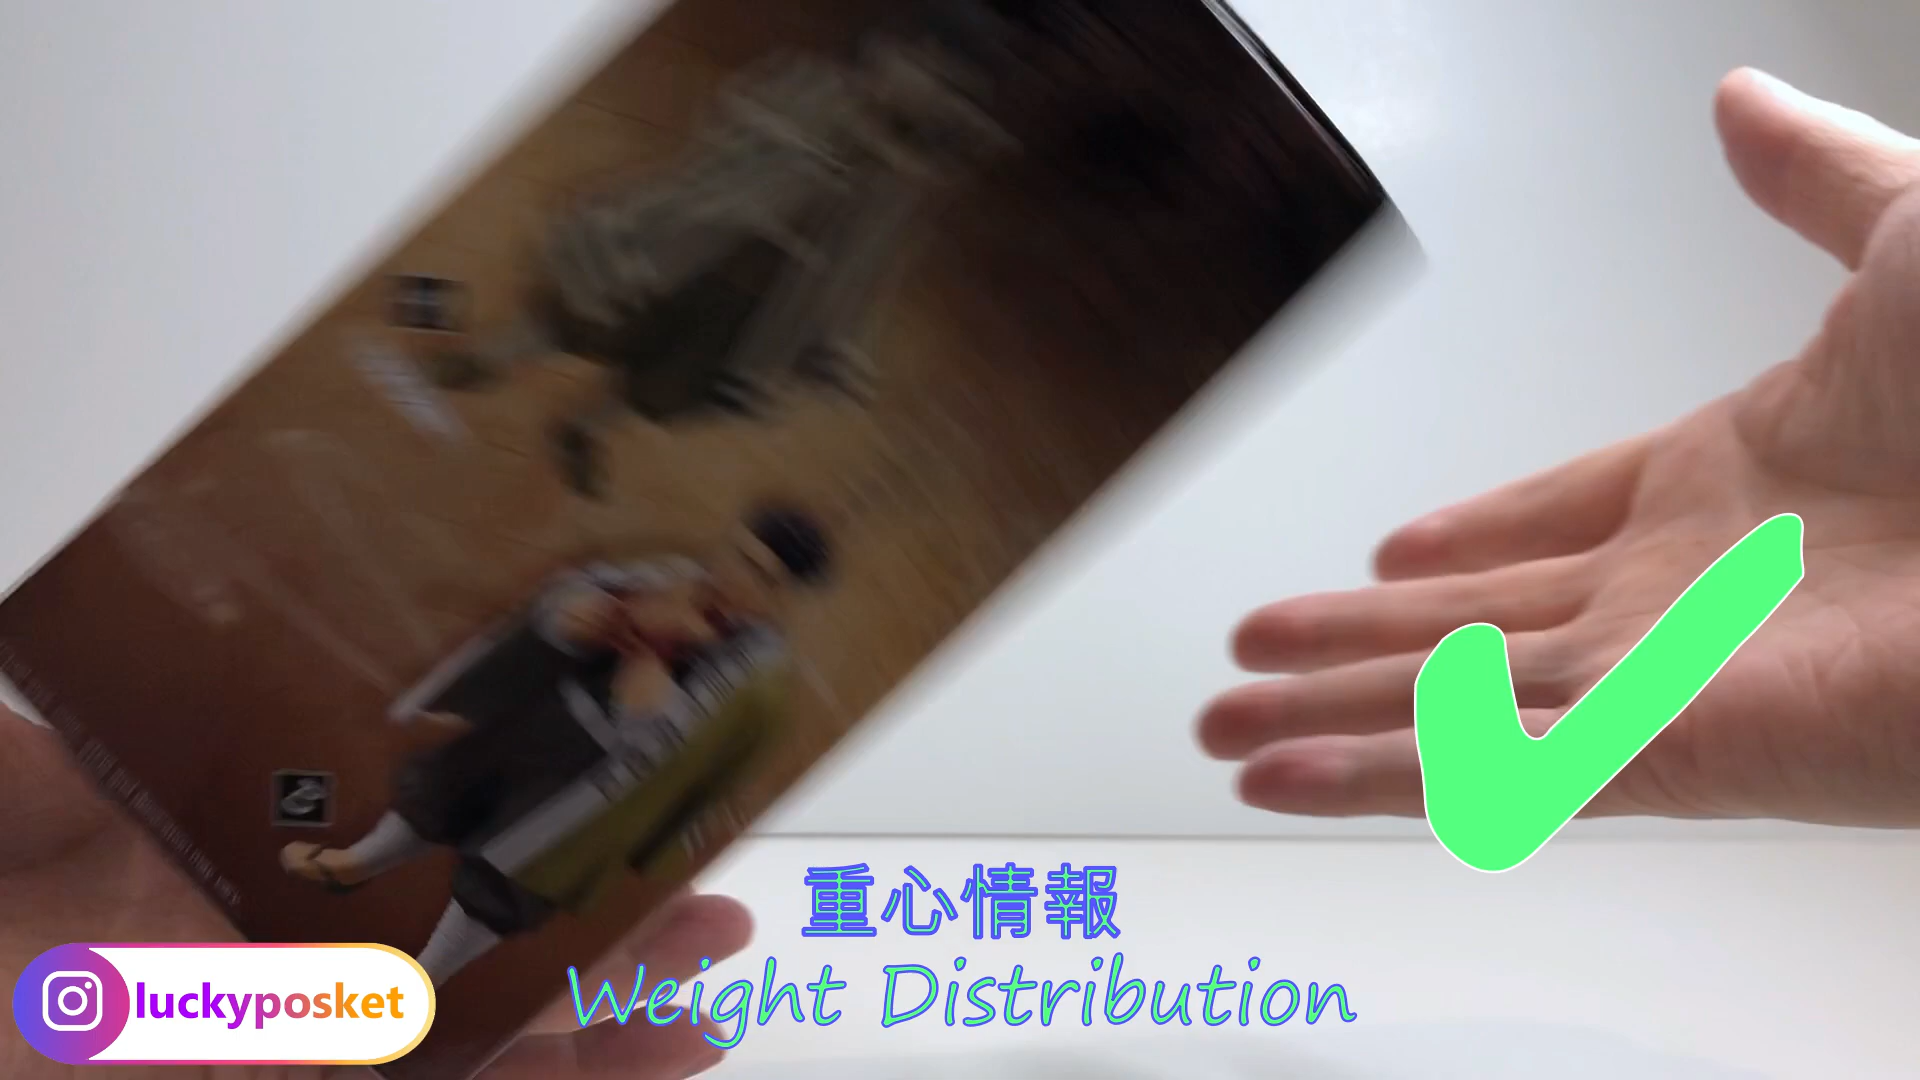 重心情報
Weight Distribution
luckyposket